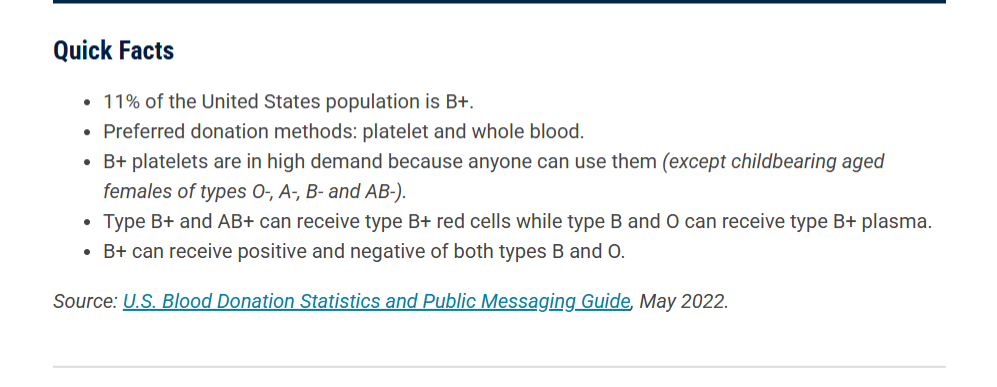 Quick Facts
• 11% of the United States population is B+.
• Preferred donation methods: platelet and whole blood.
• B+ platelets are in high demand because anyone can use them (except childbearing aged
females of types O-, A-, B- and AB-).
• Type B+ and AB+ can receive type B+ red cells while type B and O can receive type B+ plasma.
• B+ can receive positive and negative of both types B and O.
Source: U.S. Blood Donation Statistics and Public Messaging Guide, May 2022.